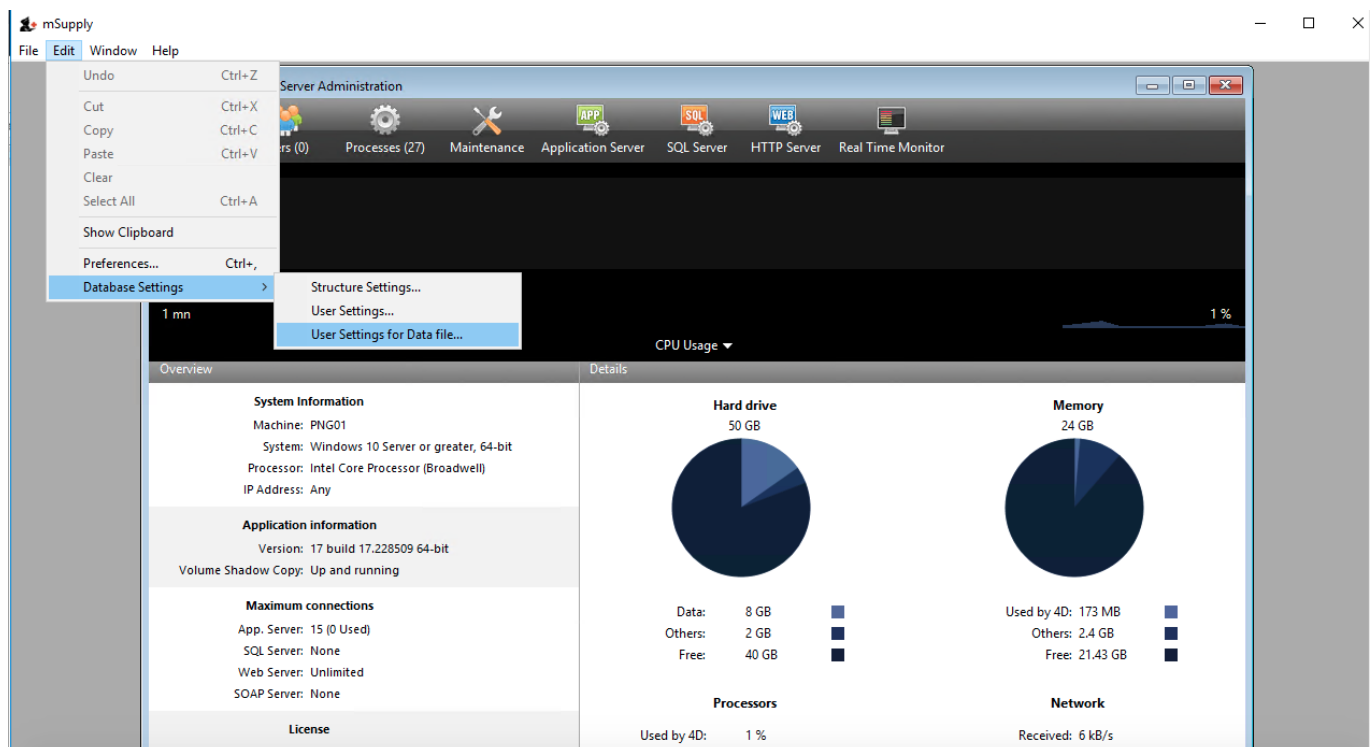 mSupply
File Edit Window Help
Undo Ctrl+Z
Cut Ctrl+X
Copy Ctrl+C
Paste Ctrl+V
Clear
Select All Ctrl+A
Show Clipboard
Preferences... Ctrl+,
Database Settings >
Structure Settings...
User Settings...
User Settings for Data file...
Server Administration
rs (0) Processes (27) Maintenance Application Server SQL Server HTTP Server Real Time Monitor
APP SQL WEB
1 mn 1 %
CPU Usage
Overview
System Information
Machine: PNG01
System: Windows 10 Server or greater, 64-bit
Processor: Intel Core Processor (Broadwell)
IP Address: Any
Application information
Version: 17 build 17.228509 64-bit
Volume Shadow Copy: Up and running
Maximum connections
App. Server: 15 (0 Used)
SQL Server: None
Web Server: Unlimited
SOAP Server: None
License
Details
Hard drive
50 GB
Data: 8 GB
Others: 2 GB
Free: 40 GB
Processors
Used by 4D: 1 %
Memory
24 GB
Used by 4D: 173 MB
Others: 2.4 GB
Free: 21.43 GB
Network
Received: 6 kB/s